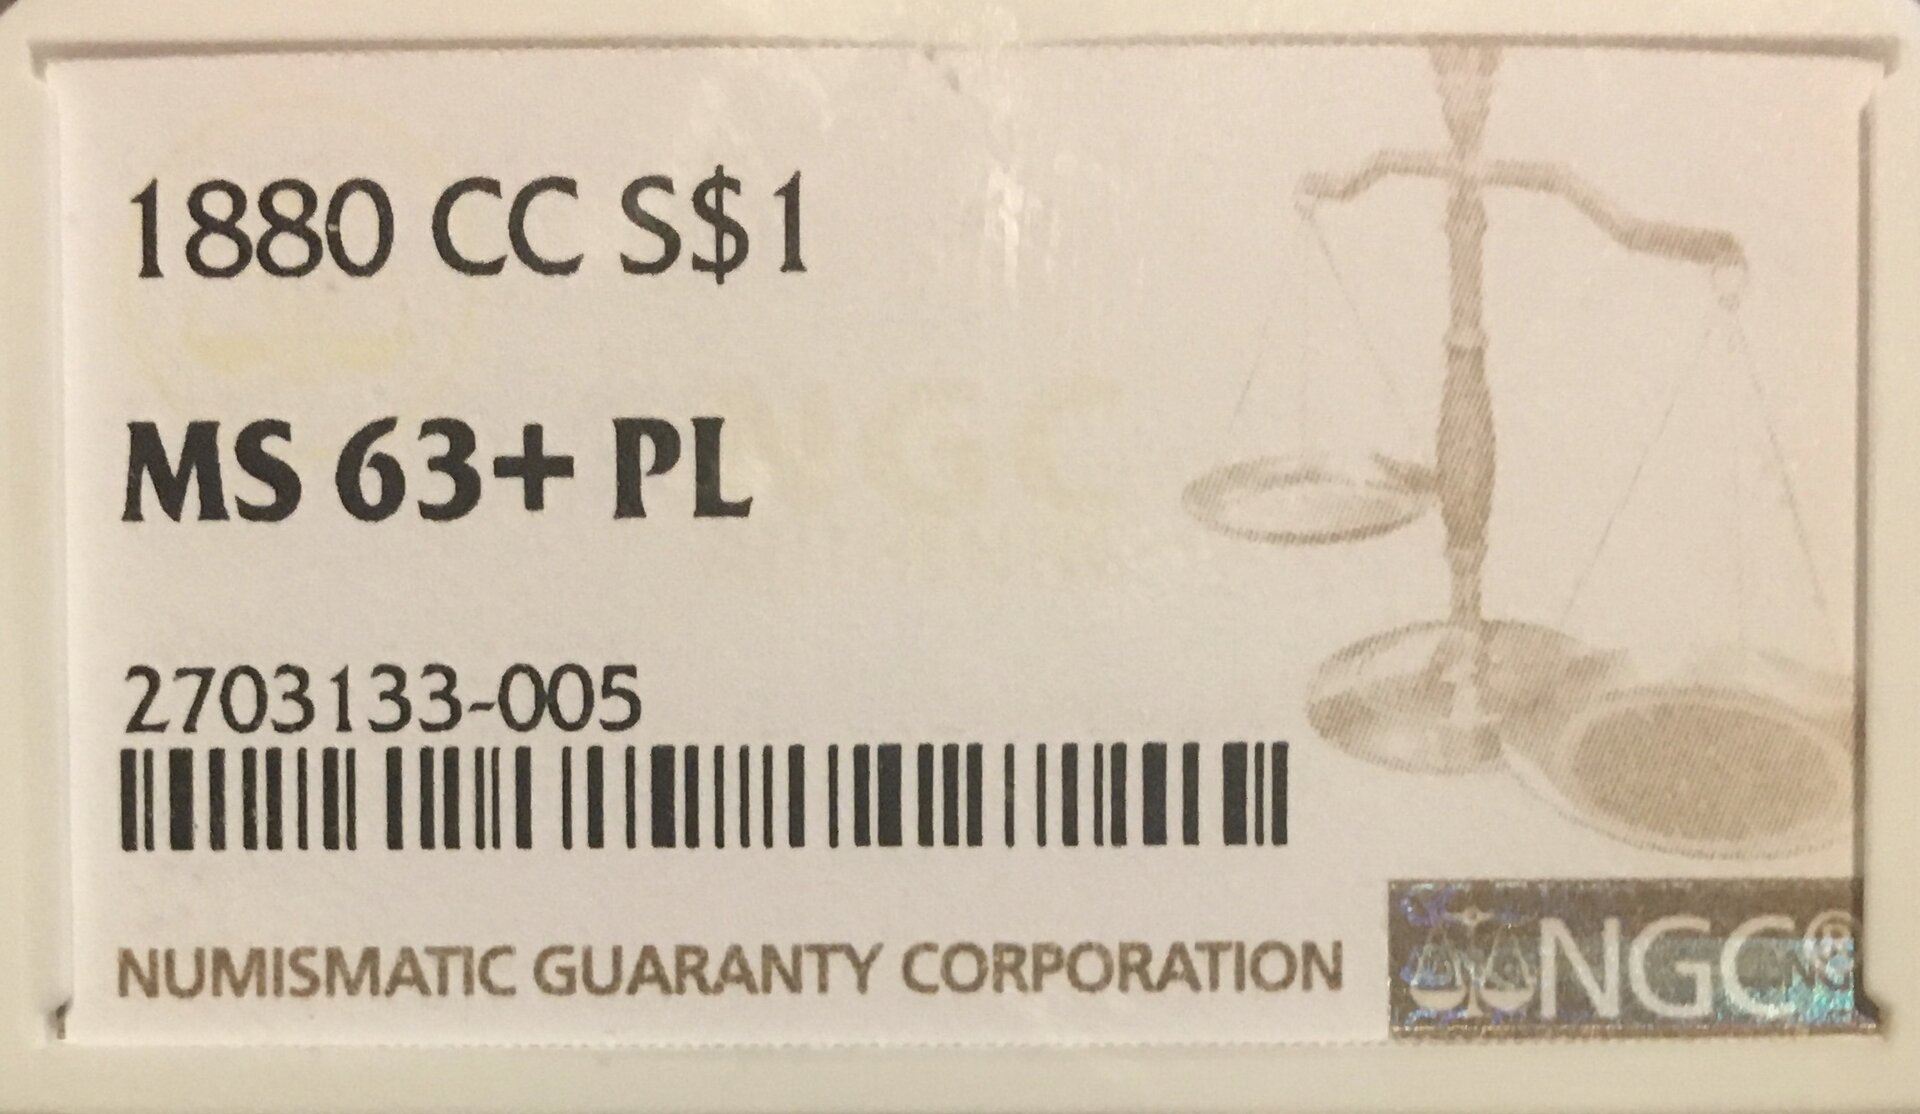 1880 CC S$1
MS 63+ PL
2703133-005
NUMISMATIC GUARANTY CORPORATION
NGC®